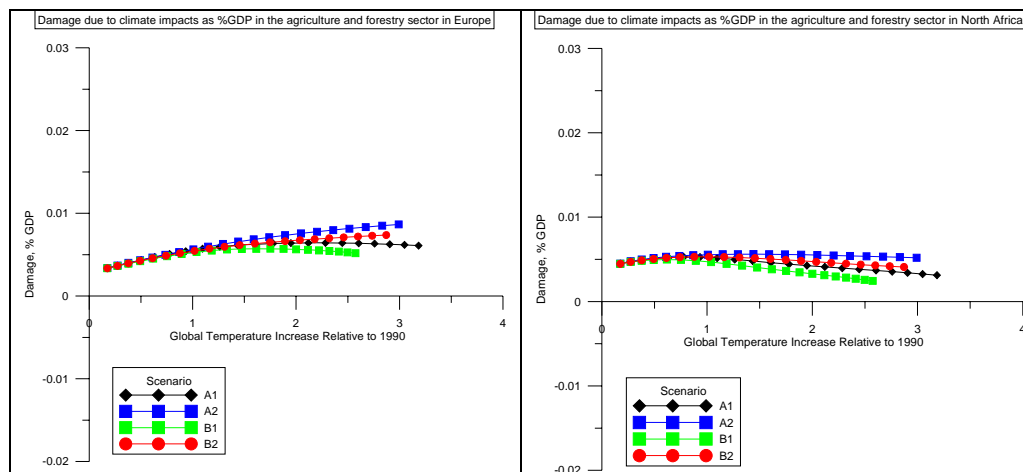 Damage due to climate impacts as %GDP in the agriculture and forestry sector in Europe
0.03
0.02
0.01
0
-0.01
-0.02
Damage, % GDP
0 1 2 3 4
Global Temperature Increase Relative to 1990
Scenario
A1
A2
B1
B2
Damage due to climate impacts as %GDP in the agriculture and forestry sector in North Africa
0.03
0.02
0.01
0
-0.01
-0.02
Damage, % GDP
0 1 2 3 4
Global Temperature Increase Relative to 1990
Scenario
A1
A2
B1
B2